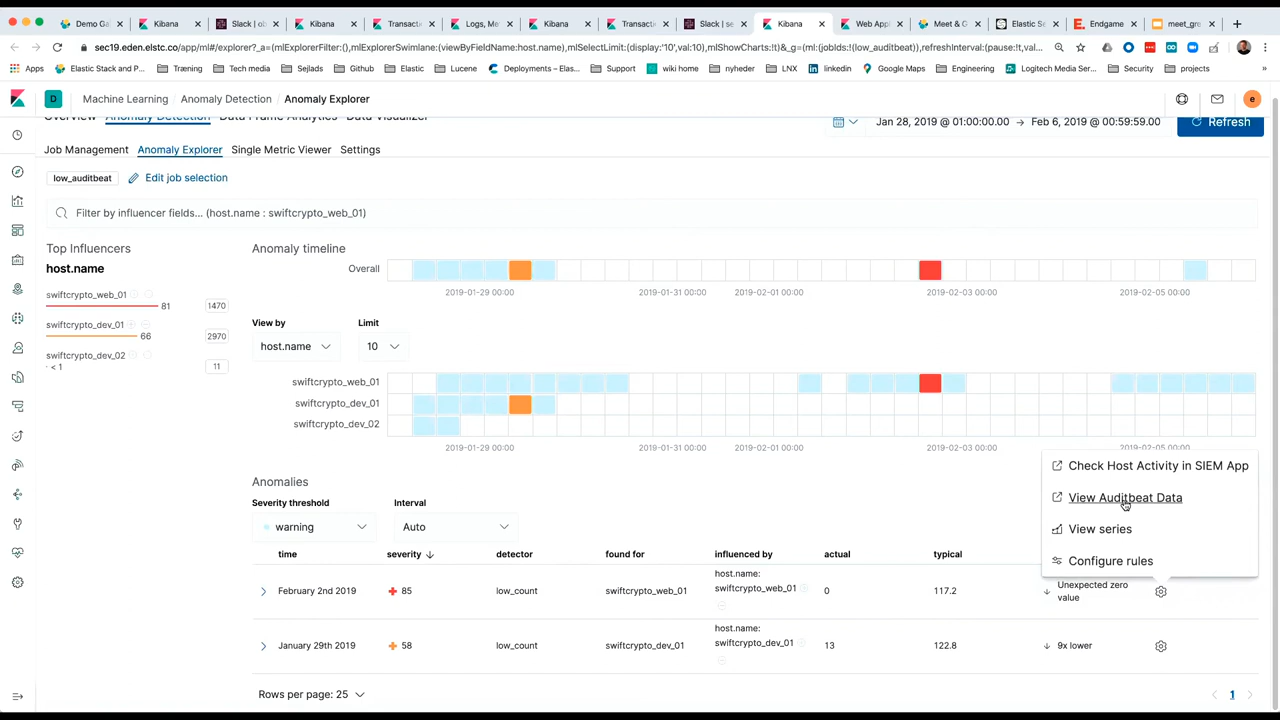 Demo Ga
Kibana
Slack | ob
Kibana
Transacti
Logs, Me
Kibana
Transacti
Slack | se
Kibana
Web Appl
Meet & G
Elastic Se
Endgame
meet_gre
sec19.eden.elstc.co/app/ml#/explorer?_a=(mlExplorerFilter:(),mlExplorerSwimlane:(viewByFieldName:host.name),mlSelectLimit:(display:'10',val:10),mlShowCharts:!t)&_g=(ml:(jobIds:!(low_auditbeat)),refreshInterval:(pause:!t,valu...
Apps
Elastic Stack and P...
Træning
Tech media
Sejlads
Github
Elastic
Lucene
Deployments – Elas...
Support
wiki home
nyheder
LNX
linkedin
Google Maps
Engineering
Logitech Media Ser...
Security
projects
»
D
Machine Learning / Anomaly Detection / Anomaly Explorer
e
Overview Anomaly Detection Data Frame Analytics Data Visualizer
Jan 28, 2019 @ 01:00:00.00 → Feb 6, 2019 @ 00:59:59.00
Refresh
Job Management Anomaly Explorer Single Metric Viewer Settings
low_auditbeat Edit job selection
Filter by influencer fields... (host.name : swiftcrypto_web_01)
Top Influencers
host.name
swiftcrypto_web_01
81 1470
swiftcrypto_dev_01
66 2970
swiftcrypto_dev_02
< 1 11
Anomaly timeline
Overall
2019-01-29 00:00 2019-01-31 00:00 2019-02-01 00:00 2019-02-03 00:00 2019-02-05 00:00
View by Limit
host.name 10
swiftcrypto_web_01
swiftcrypto_dev_01
swiftcrypto_dev_02
2019-01-29 00:00 2019-01-31 00:00 2019-02-01 00:00 2019-02-03 00:00 2019-02-05 00:00
Check Host Activity in SIEM App
View Auditbeat Data
View series
Configure rules
Anomalies
Severity threshold Interval
warning Auto
time severity detector found for influenced by actual typical
February 2nd 2019 85 low_count swiftcrypto_web_01 host.name: swiftcrypto_web_01 0 117.2 Unexpected zero value
January 29th 2019 58 low_count swiftcrypto_dev_01 host.name: swiftcrypto_dev_01 13 122.8 9x lower
Rows per page: 25
1